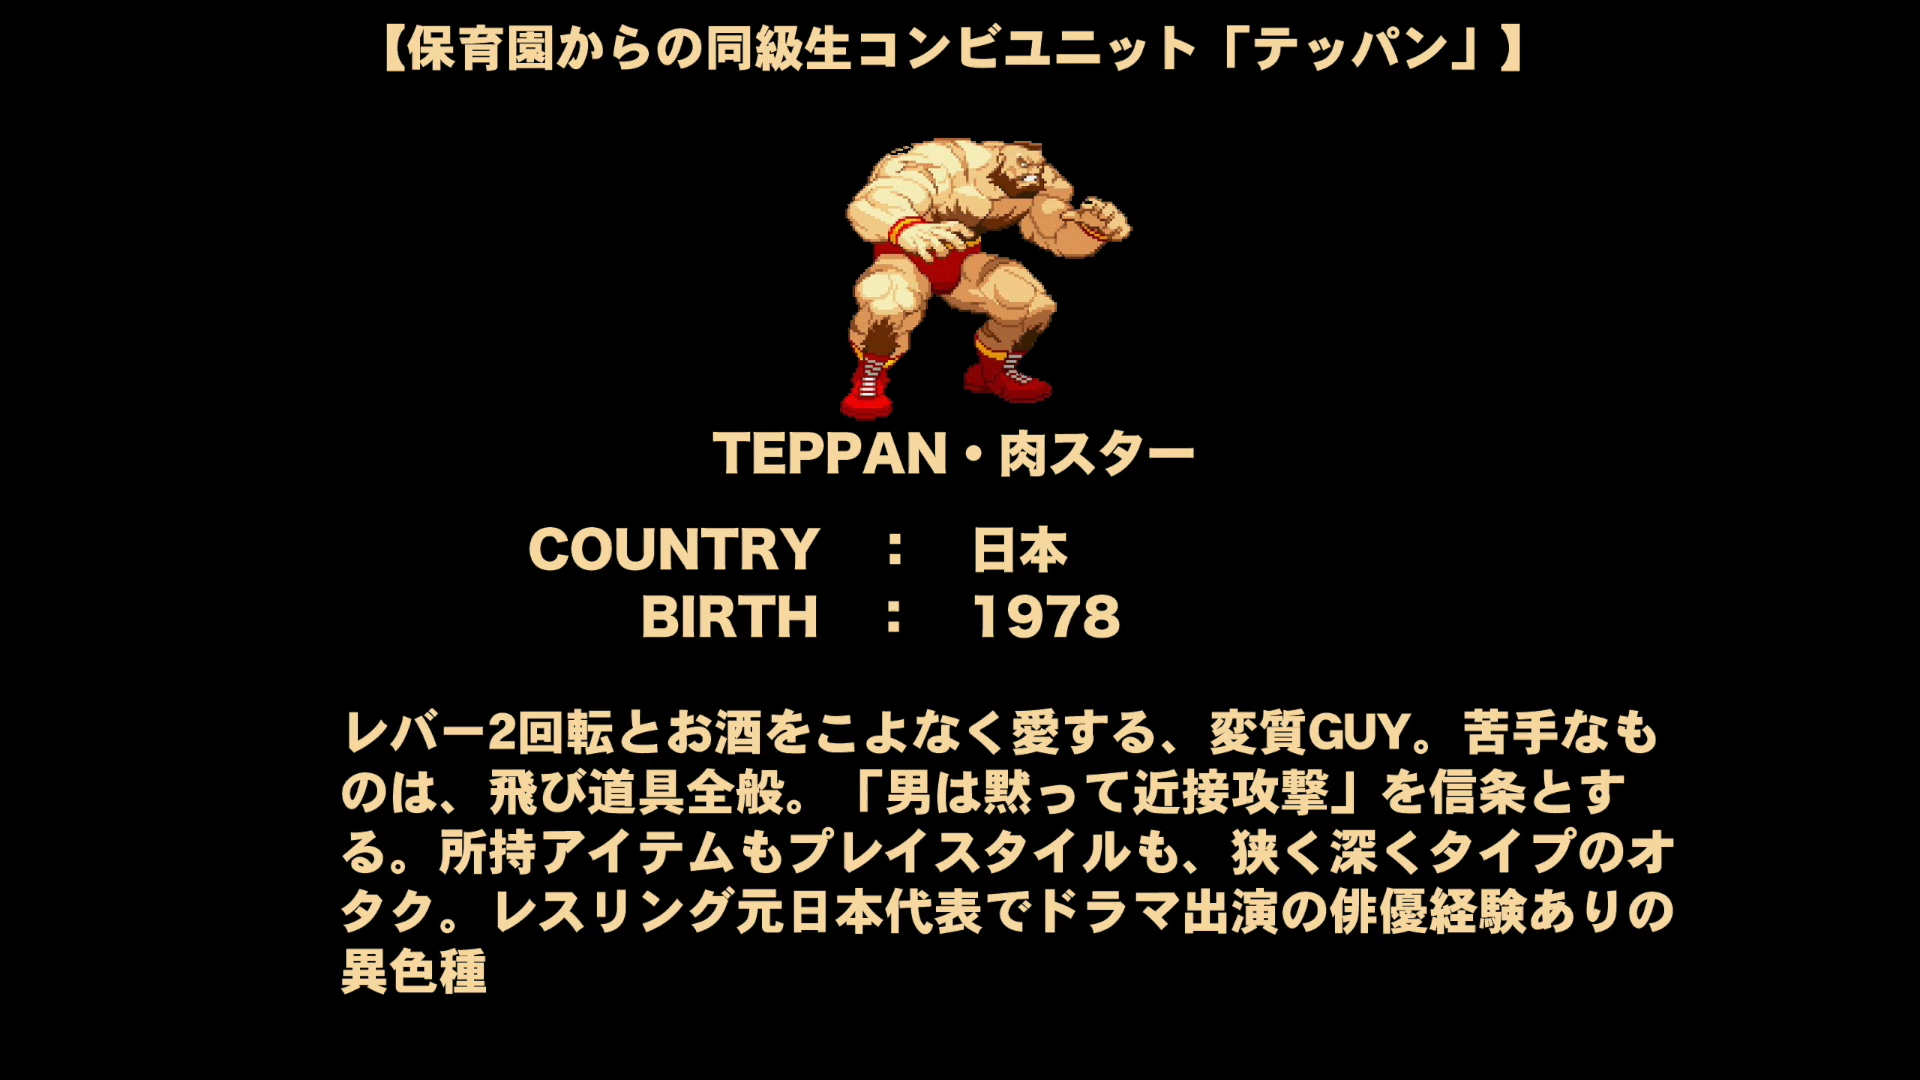 【保育園からの同級生コンビユニット「テッパン」】
TEPPAN・肉スター
COUNTRY : 日本
BIRTH : 1978
レバー2回転とお酒をこよなく愛する、変質GUY。苦手なも
のは、飛び道具全般。「男は黙って近接攻撃」を信条とす
る。所持アイテムもプレイスタイルも、狭く深くタイプのオ
タク。レスリング元日本代表でドラマ出演の俳優経験ありの
異色種